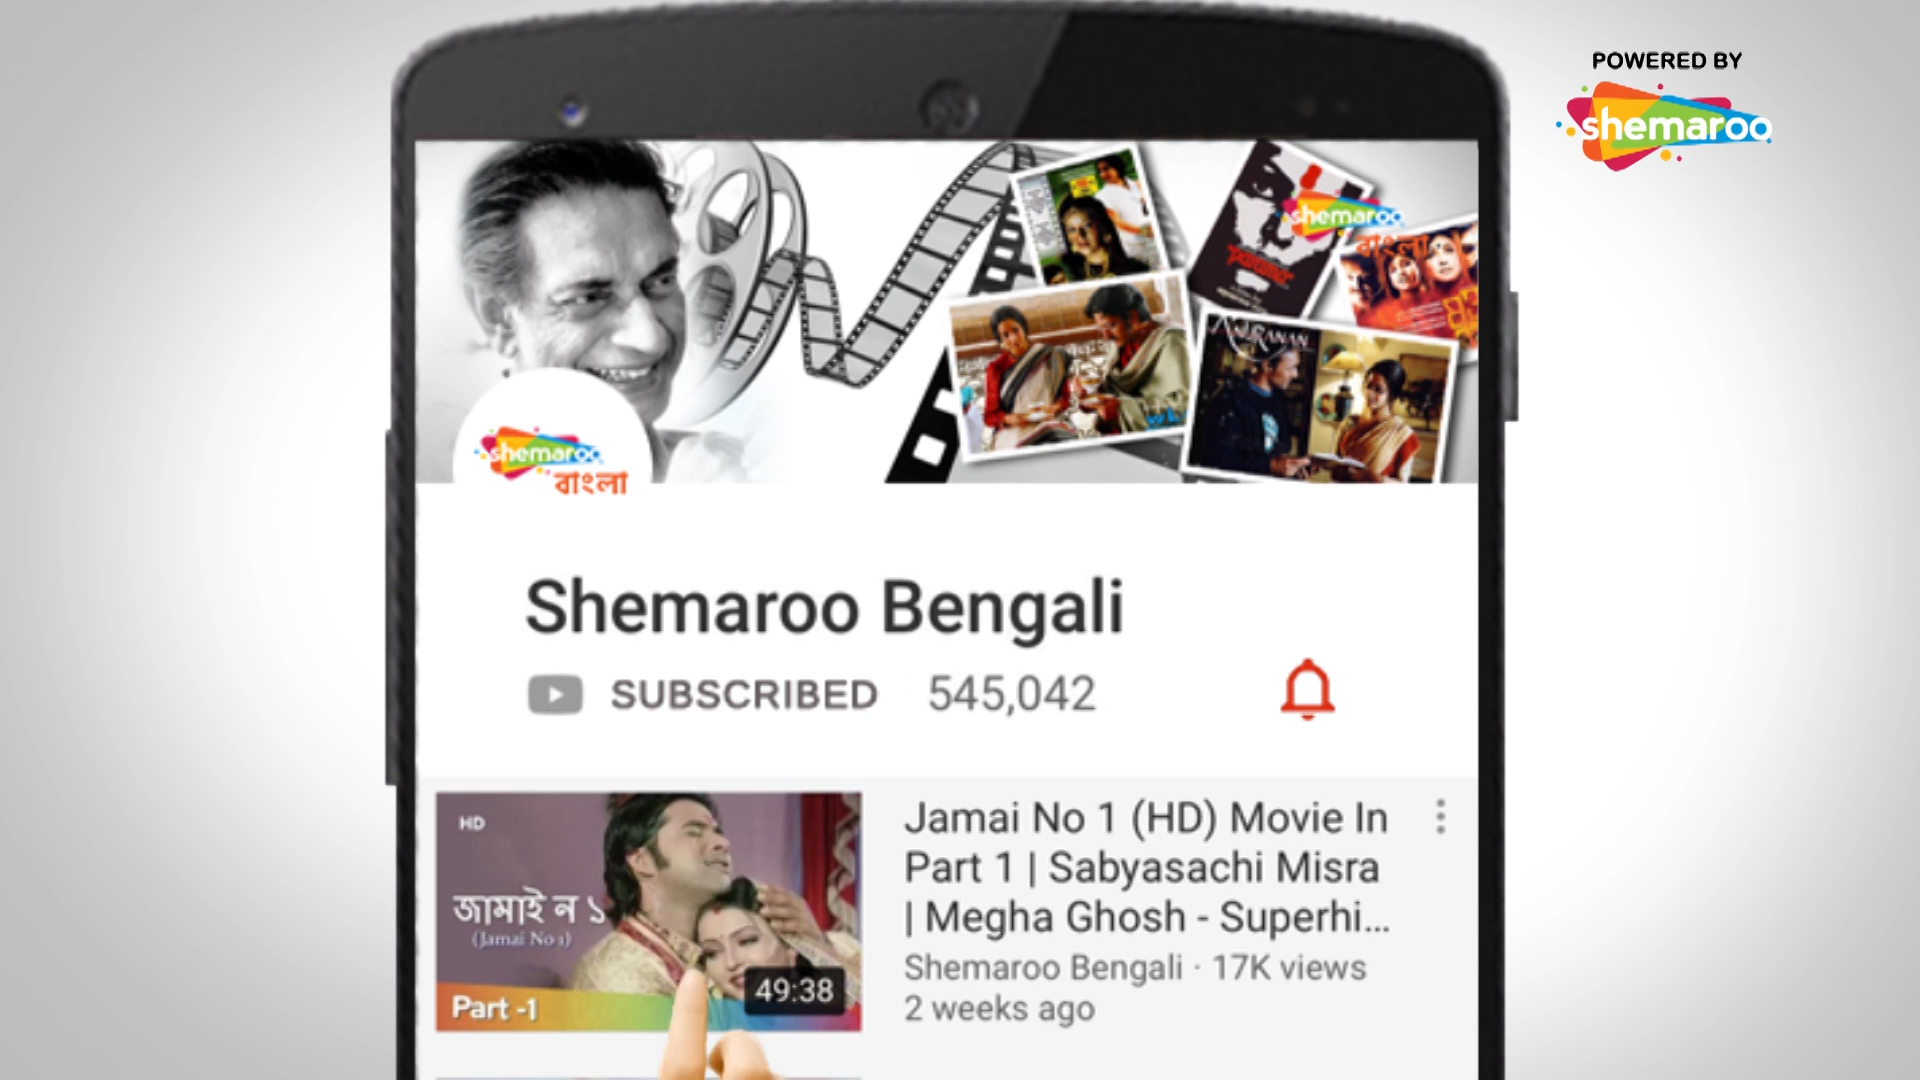 POWERED BY
shemaroo
shemaroo
বাংলা
parama
ANURANAN
shemaroo
বাংলা
Shemaroo Bengali
SUBSCRIBED 545,042
HD
জামাই ন ১
(Jamai No 1)
Part -1
49:38
Jamai No 1 (HD) Movie In
Part 1 | Sabyasachi Misra
| Megha Ghosh - Superhi...
Shemaroo Bengali · 17K views
2 weeks ago